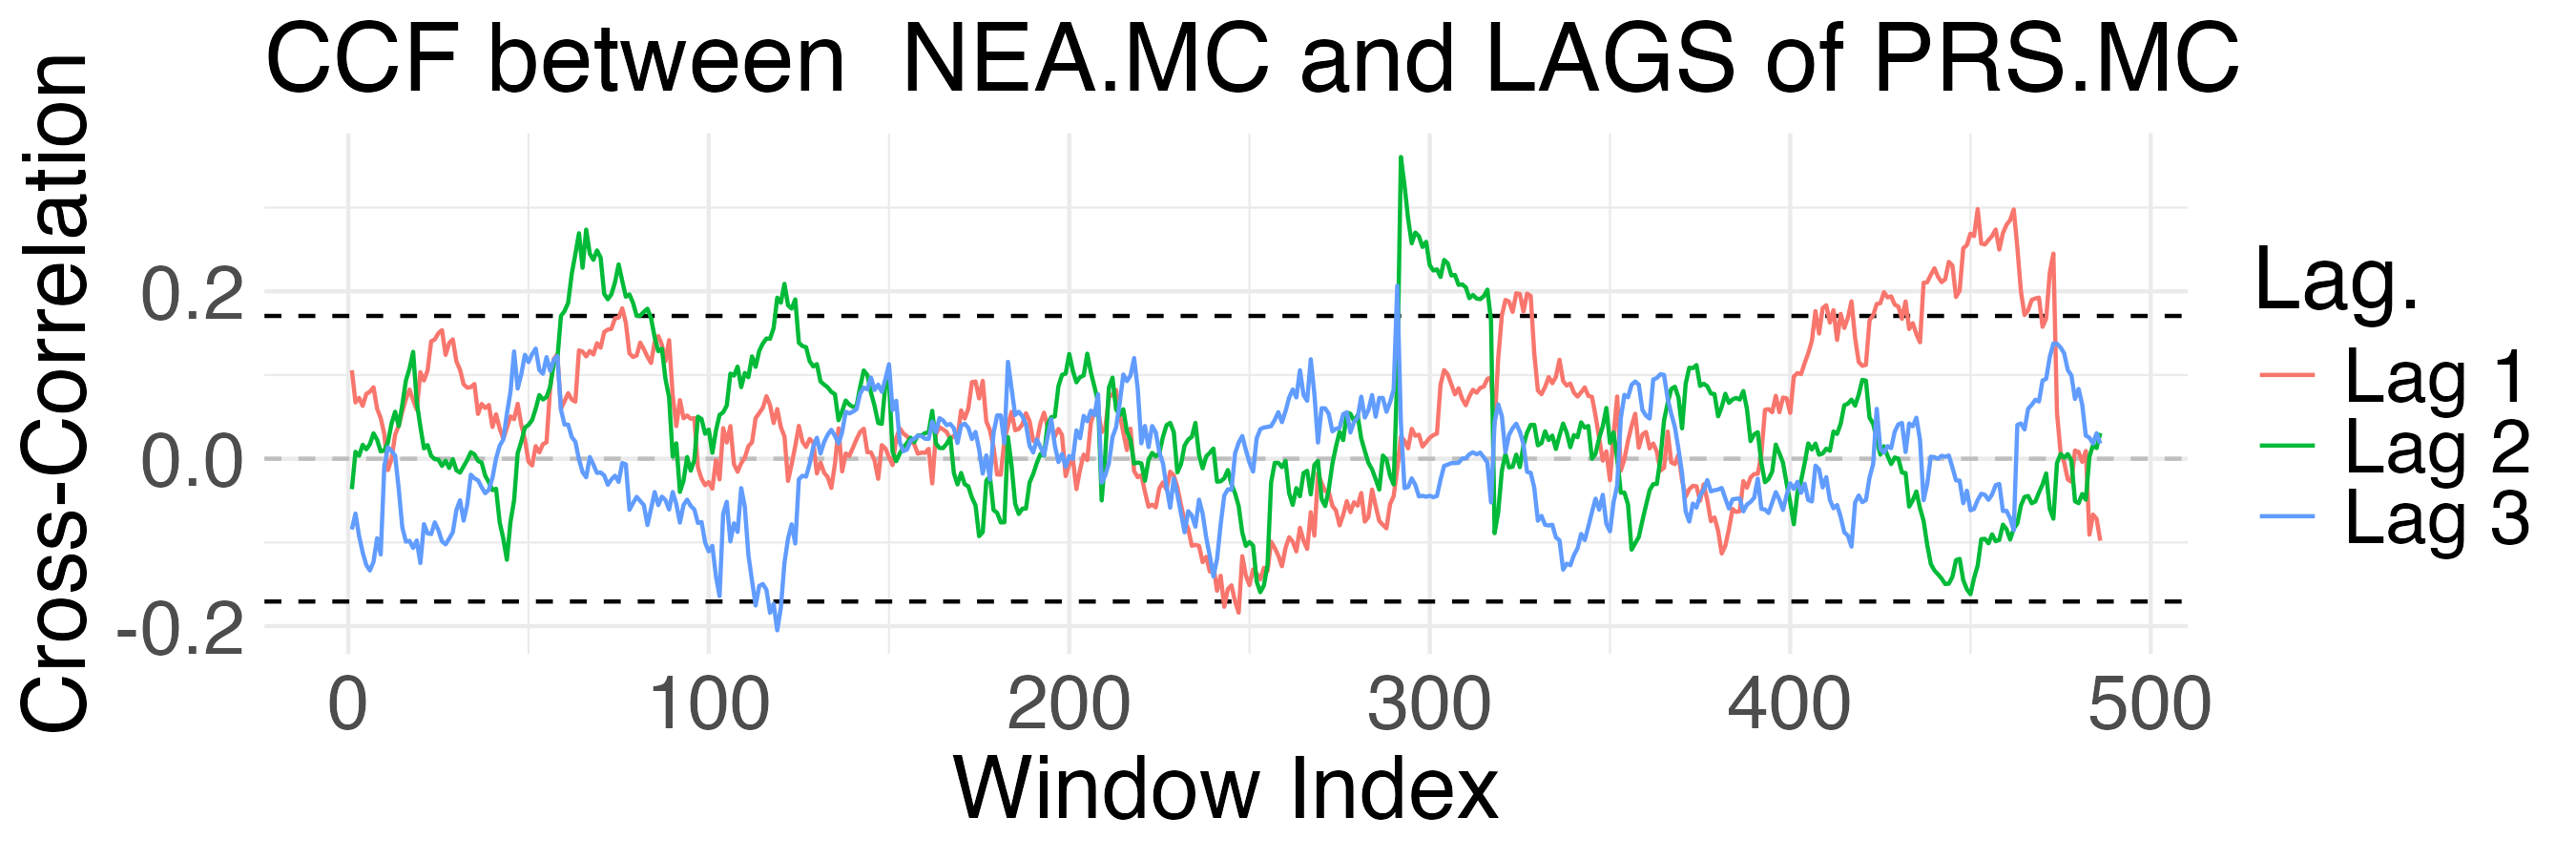 CCF between  NEA.MC and LAGS of PRS.MC
Cross-Correlation
0.2
0.0
-0.2
0 100 200 300 400 500
Window Index
Lag.
Lag 1
Lag 2
Lag 3